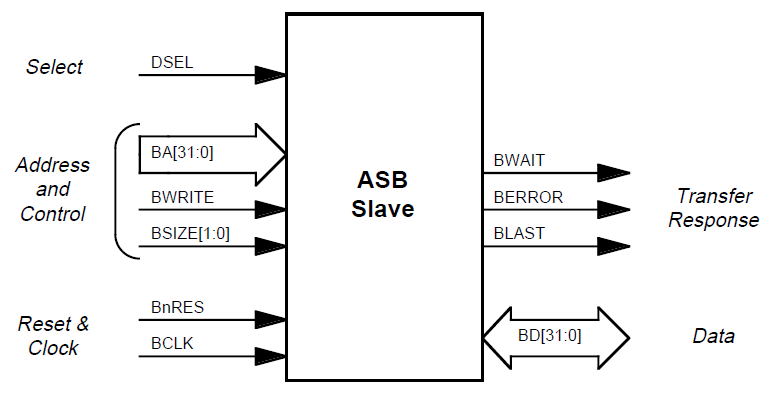 Select
DSEL
Address
and
Control
BA[31:0]
BWRITE
BSIZE[1:0]
Reset &
Clock
BnRES
BCLK
ASB
Slave
BWAIT
BERROR
BLAST
Transfer
Response
BD[31:0]
Data